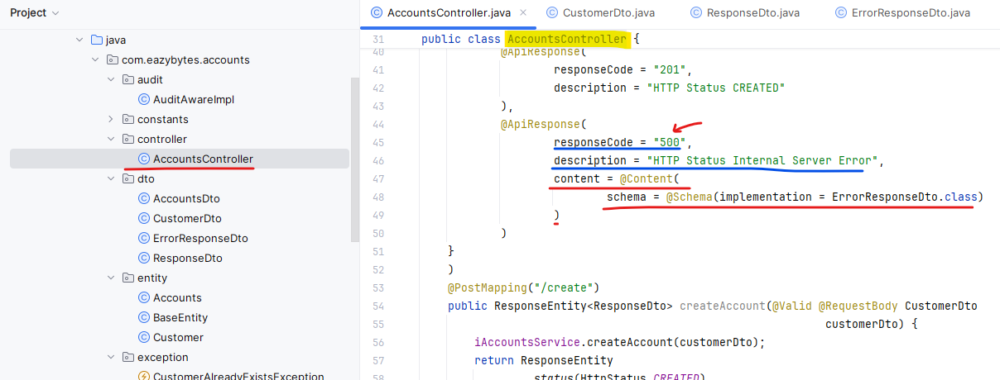 Project
java
com.eazybytes.accounts
audit
AuditAwareImpl
constants
controller
AccountsController
dto
AccountsDto
CustomerDto
ErrorResponseDto
ResponseDto
entity
Accounts
BaseEntity
Customer
exception
CustomerAlreadyExistsException
AccountsController.java
CustomerDto.java
ResponseDto.java
ErrorResponseDto.java
31 public class AccountsController {
40 @ApiResponse(
41 responseCode = "201",
42 description = "HTTP Status CREATED"
43 ),
44 @ApiResponse(
45 responseCode = "500",
46 description = "HTTP Status Internal Server Error",
47 content = @Content(
48 schema = @Schema(implementation = ErrorResponseDto.class)
49 )
50 )
51 }
52 )
53 @PostMapping("/create")
54 public ResponseEntity<ResponseDto> createAccount(@Valid @RequestBody CustomerDto
55 customerDto) {
56 iAccountsService.createAccount(customerDto);
57 return ResponseEntity
58 .status(HttpStatus.CREATED)